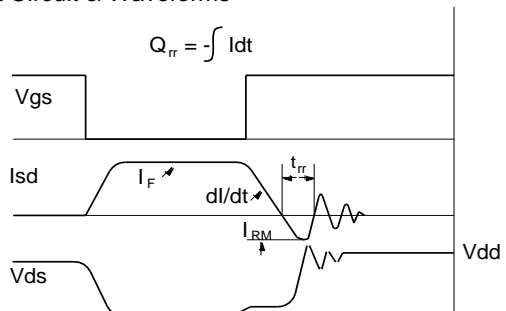 Circuit & Waveforms
Qrr = -∫ Idt
Vgs
trr
Isd
IF
dI/dt
IRM
Vdd
Vds